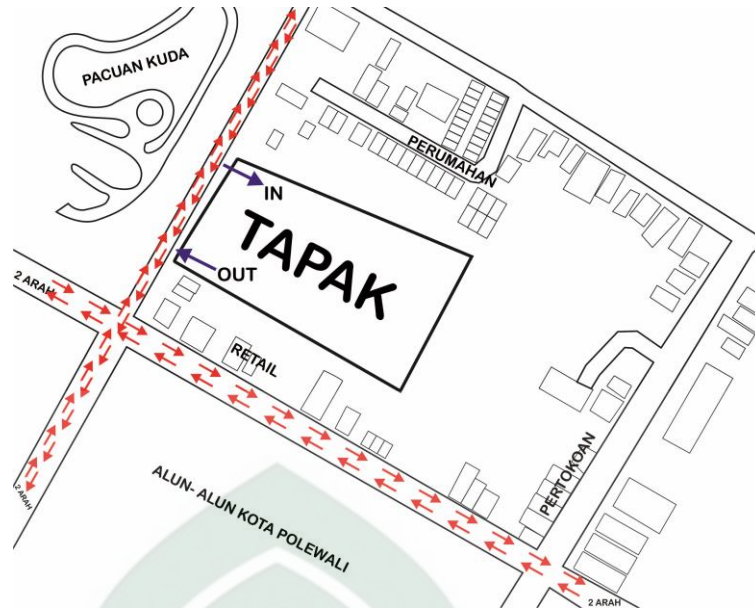 PACUAN KUDA
PERUMAHAN
IN
TAPAK
OUT
2 ARAH
RETAIL
PERTOKOAN
ALUN- ALUN KOTA POLEWALI
2 ARAH
2 ARAH